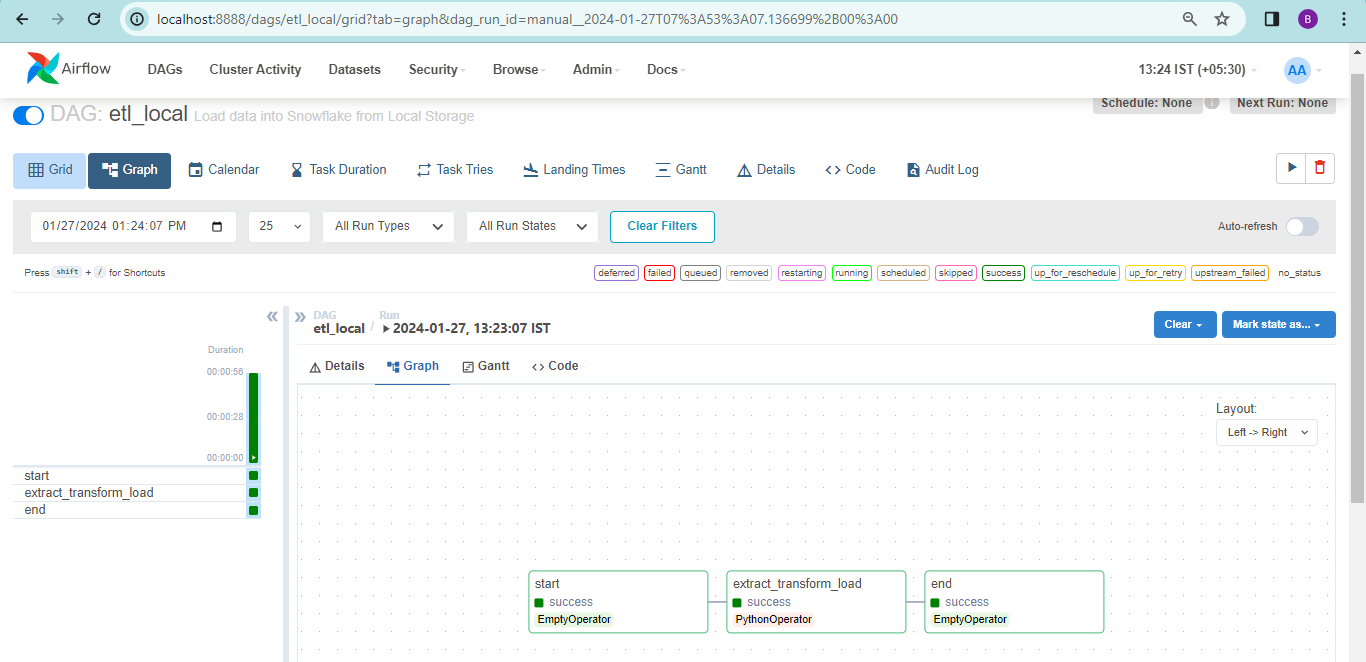 localhost:8888/dags/etl_local/grid?tab=graph&dag_run_id=manual__2024-01-27T07%3A53%3A07.136699%2B00%3A00
B
Airflow DAGs Cluster Activity Datasets Security Browse Admin Docs 13:24 IST (+05:30) AA
DAG: etl_local Load data into Snowflake from Local Storage Schedule: None i Next Run: None
Grid Graph Calendar Task Duration Task Tries Landing Times Gantt Details Code Audit Log
01/27/2024 01:24:07 PM 25 All Run Types All Run States Clear Filters Auto-refresh
Press shift + / for Shortcuts deferred failed queued removed restarting running scheduled skipped success up_for_reschedule up_for_retry upstream_failed no_status
DAG Run
etl_local / 2024-01-27, 13:23:07 IST Clear Mark state as...
Duration
00:00:56
00:00:28
00:00:00
start
extract_transform_load
end
Details Graph Gantt Code
Layout:
Left -> Right
start
success
EmptyOperator
extract_transform_load
success
PythonOperator
end
success
EmptyOperator